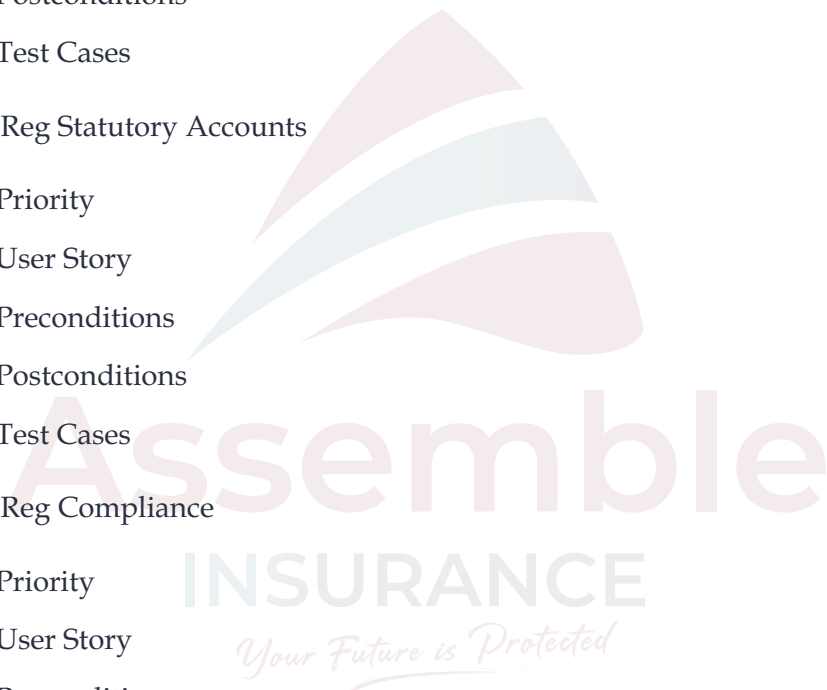 Postconditions
Test Cases
Reg Statutory Accounts
Priority
User Story
Preconditions
Postconditions
Test Cases
Assemble
Reg Compliance
Priority
INSURANCE
User Story
Your Future is Protected